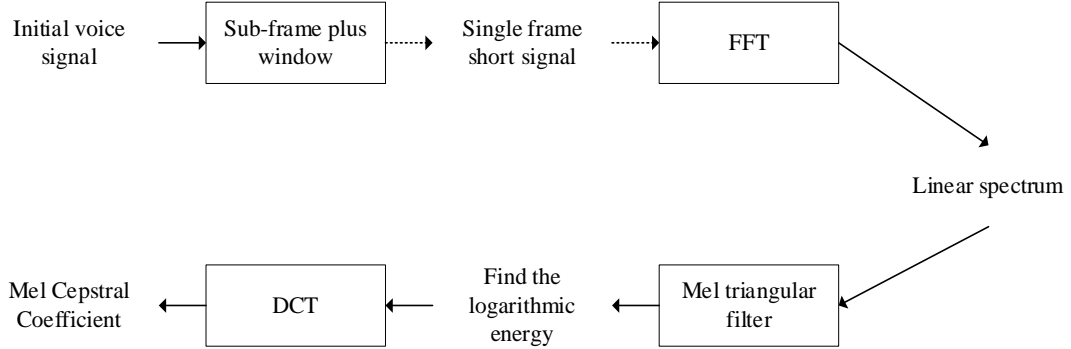 Initial voice
signal
Sub-frame plus
window
Single frame
short signal
FFT
Linear spectrum
Mel triangular
filter
Find the
logarithmic
energy
DCT
Mel Cepstral
Coefficient